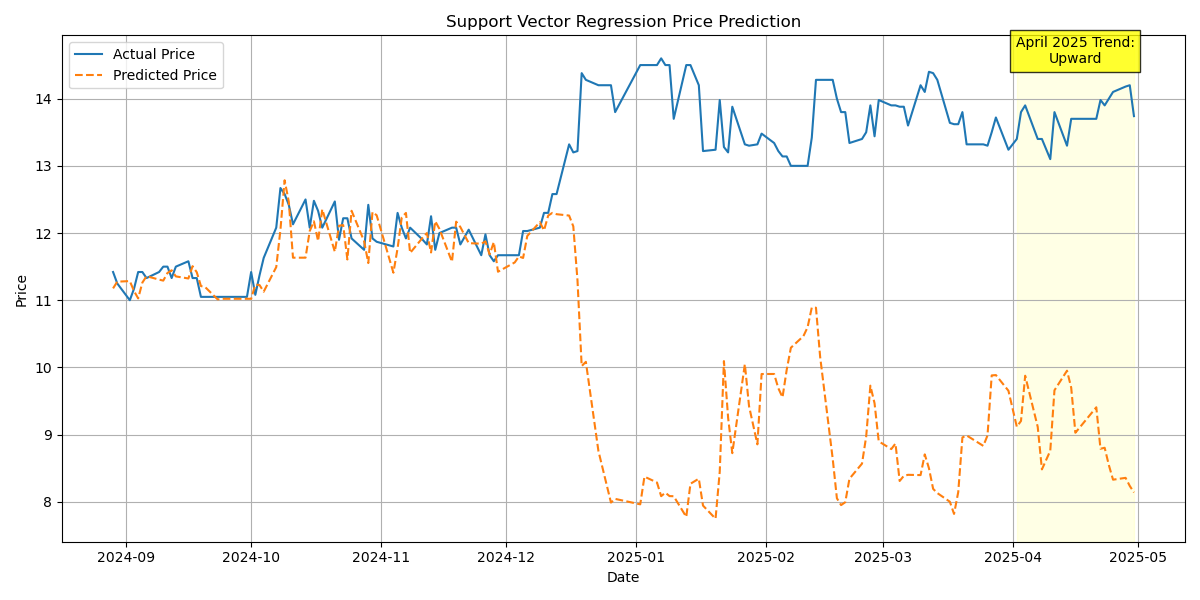 Support Vector Regression Price Prediction
April 2025 Trend:
Upward
Actual Price
Predicted Price
Price
14
13
12
11
10
9
8
2024-09 2024-10 2024-11 2024-12 2025-01 2025-02 2025-03 2025-04 2025-05
Date